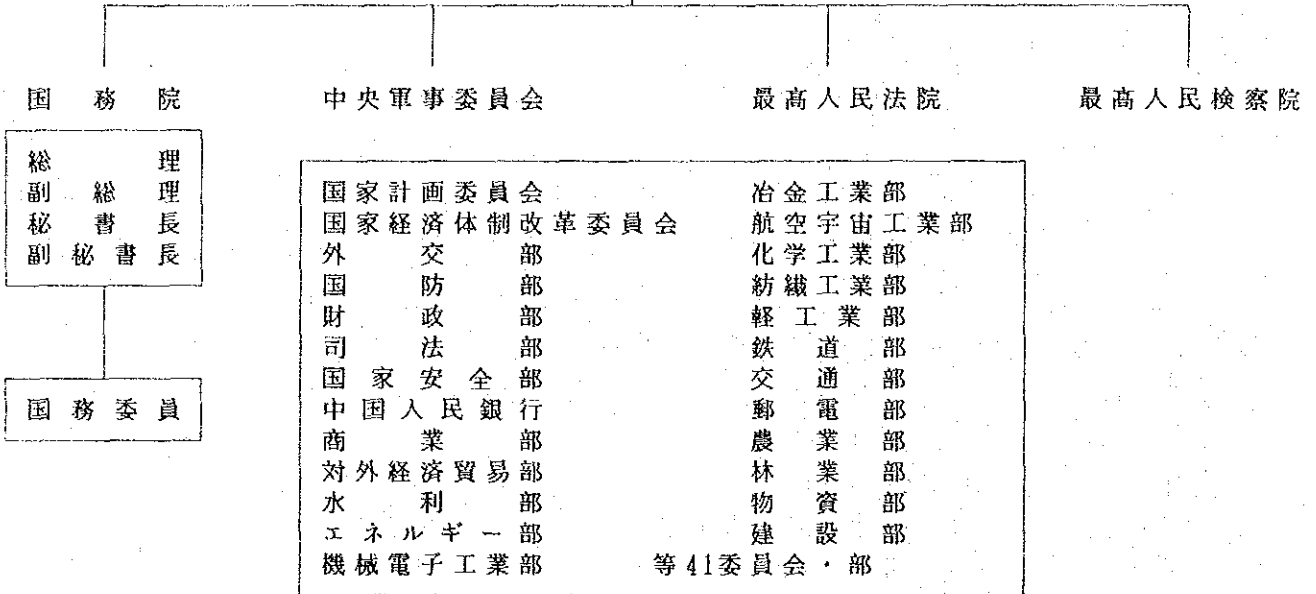 国務院 中央軍事委員会 最高人民法院 最高人民検察院
総理
副総理
秘書長
副秘書長
国務委員
国家計画委員会
国家経済体制改革委員会
外交部
国防部
財政部
司法部
国家安全部
中国人民銀行
商業部
対外経済貿易部
水利部
エネルギー部
機械電子工業部
冶金工業部
航空宇宙工業部
化学工業部
紡織工業部
軽工業部
鉄道部
交通部
郵電部
農業部
林業部
物資部
建設部
等41委員会・部